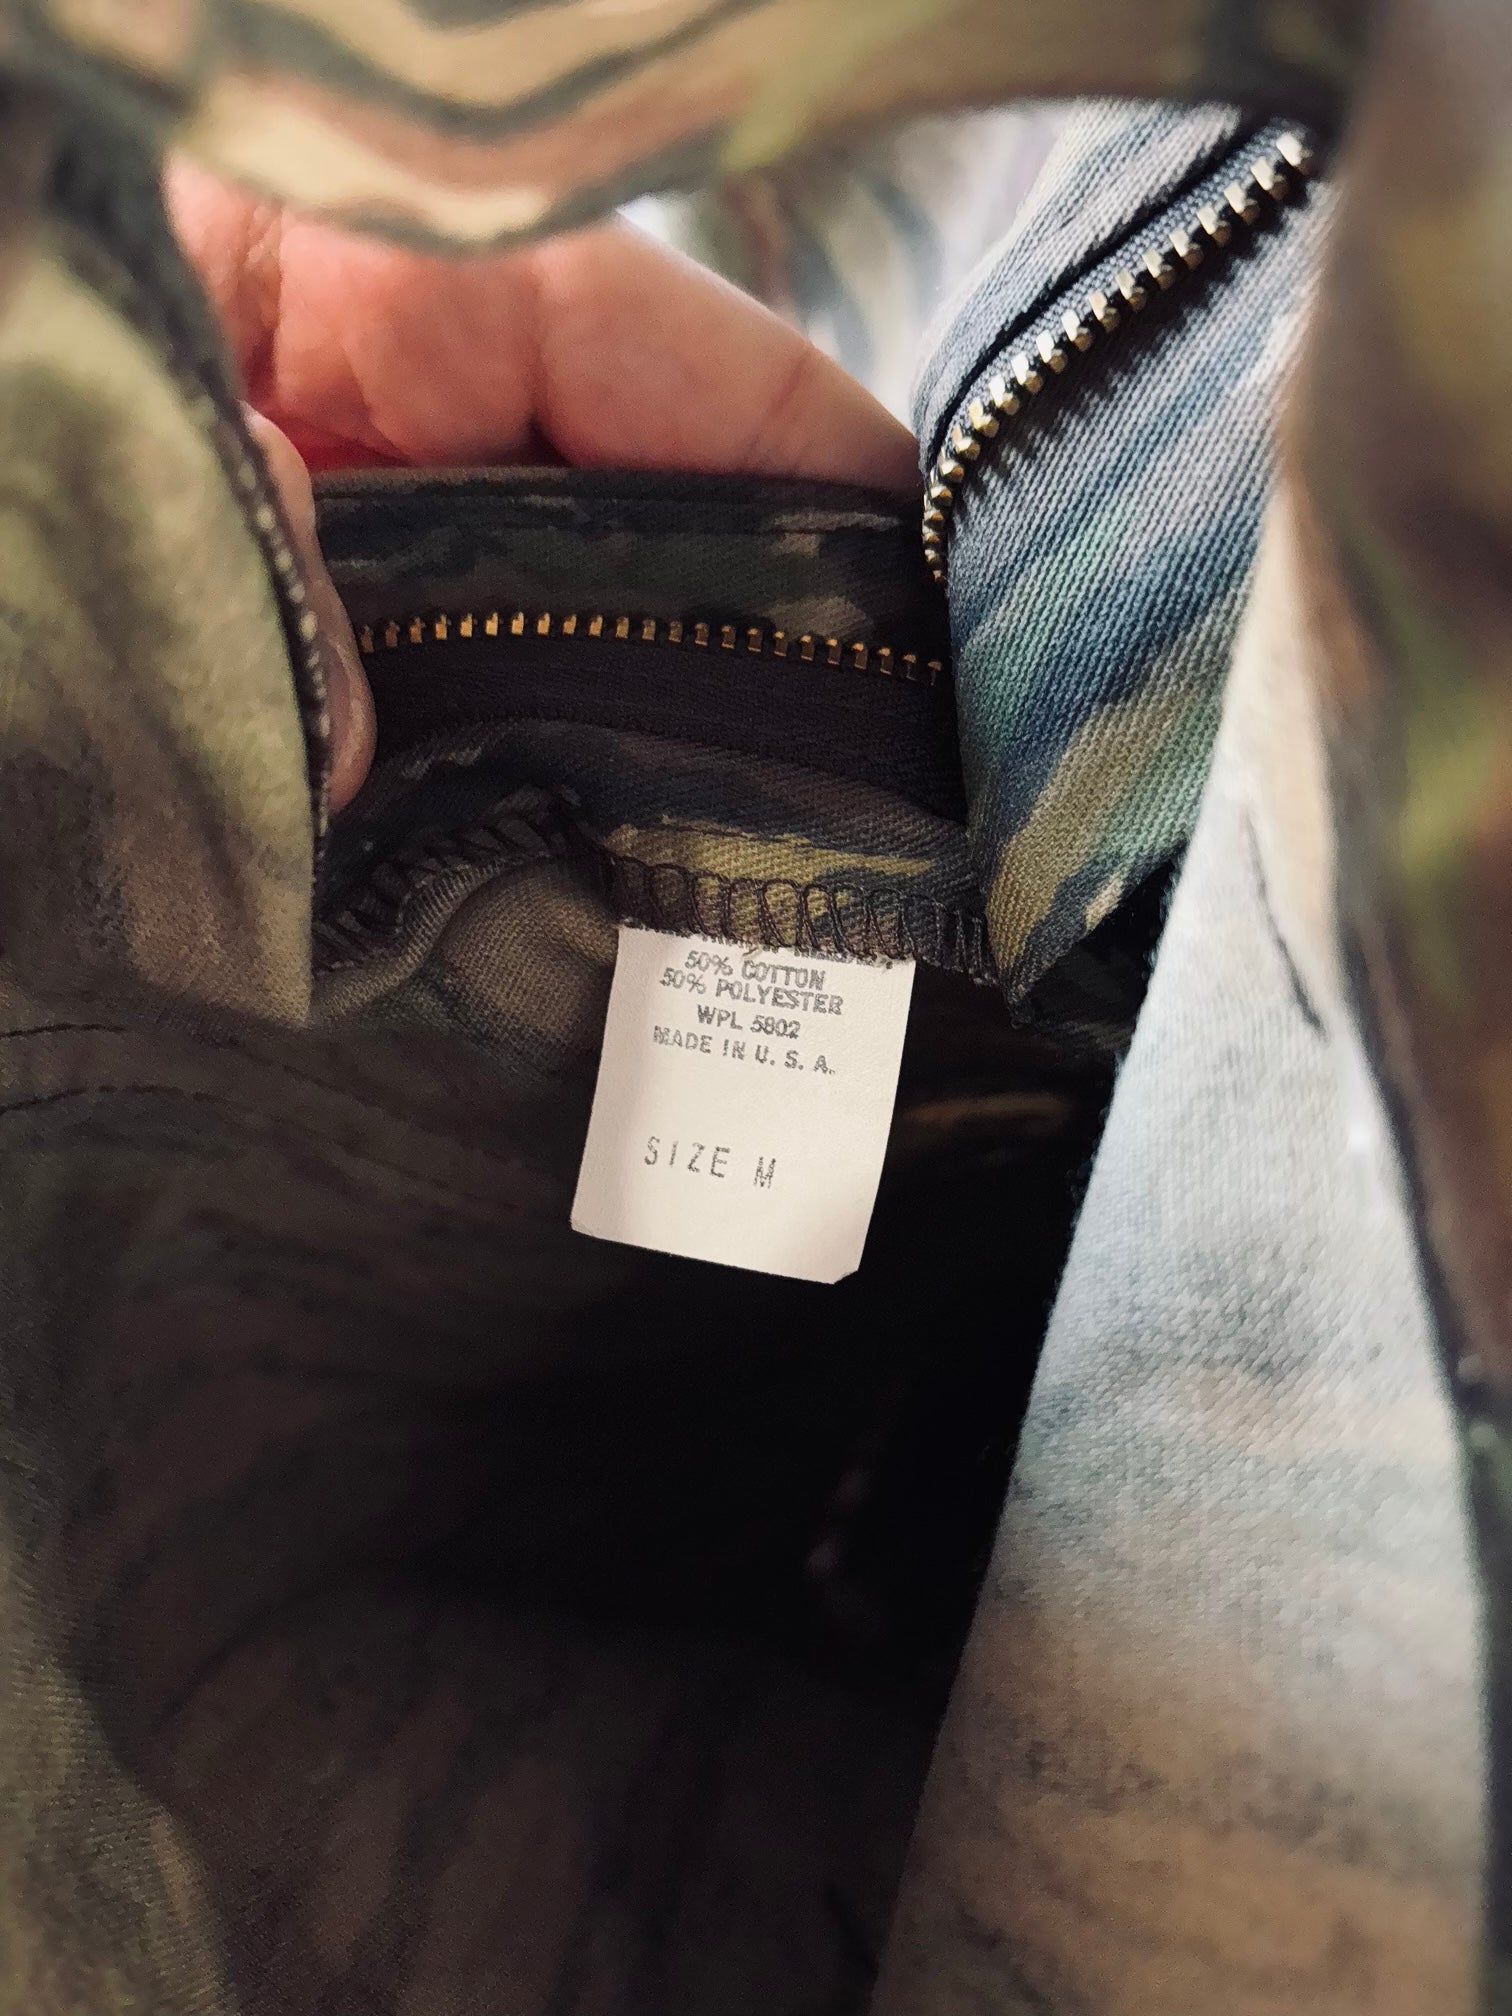 50% COTTON
50% POLYESTER
WPL 5802
MADE IN U. S. A.
SIZE M